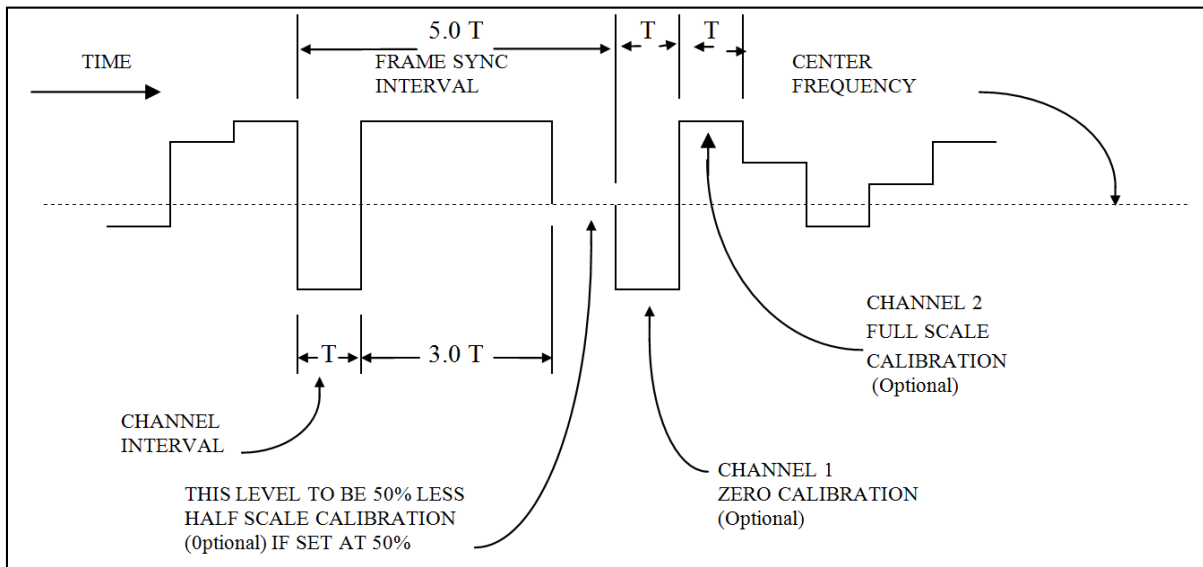 5.0 T
T
T
TIME
FRAME SYNC
INTERVAL
CENTER
FREQUENCY
T
3.0 T
CHANNEL 2
FULL SCALE
CALIBRATION
(Optional)
CHANNEL
INTERVAL
THIS LEVEL TO BE 50% LESS
HALF SCALE CALIBRATION
(0ptional) IF SET AT 50%
CHANNEL 1
ZERO CALIBRATION
(Optional)